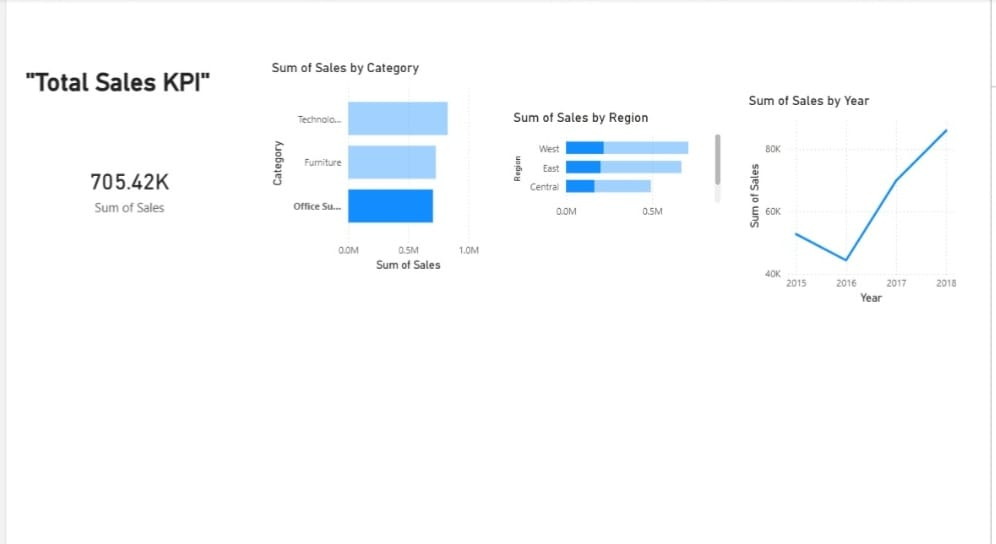 "Total Sales KPI"
705.42K
Sum of Sales
Sum of Sales by Category
Category
Technolo...
Furniture
Office Su...
0.0M 0.5M 1.0M
Sum of Sales
Sum of Sales by Region
Region
West
East
Central
0.0M 0.5M
Sum of Sales by Year
Sum of Sales
80K
60K
40K
2015 2016 2017 2018
Year